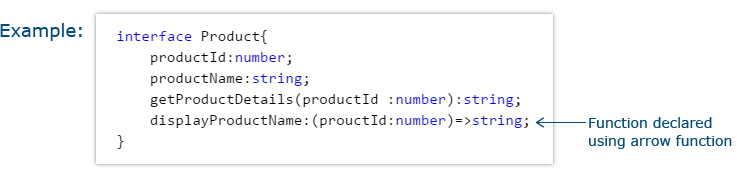 Example:
interface Product{
productId:number;
productName:string;
getProductDetails(productId :number):string;
displayProductName:(prouctId:number)=>string;
}
Function declared
using arrow function